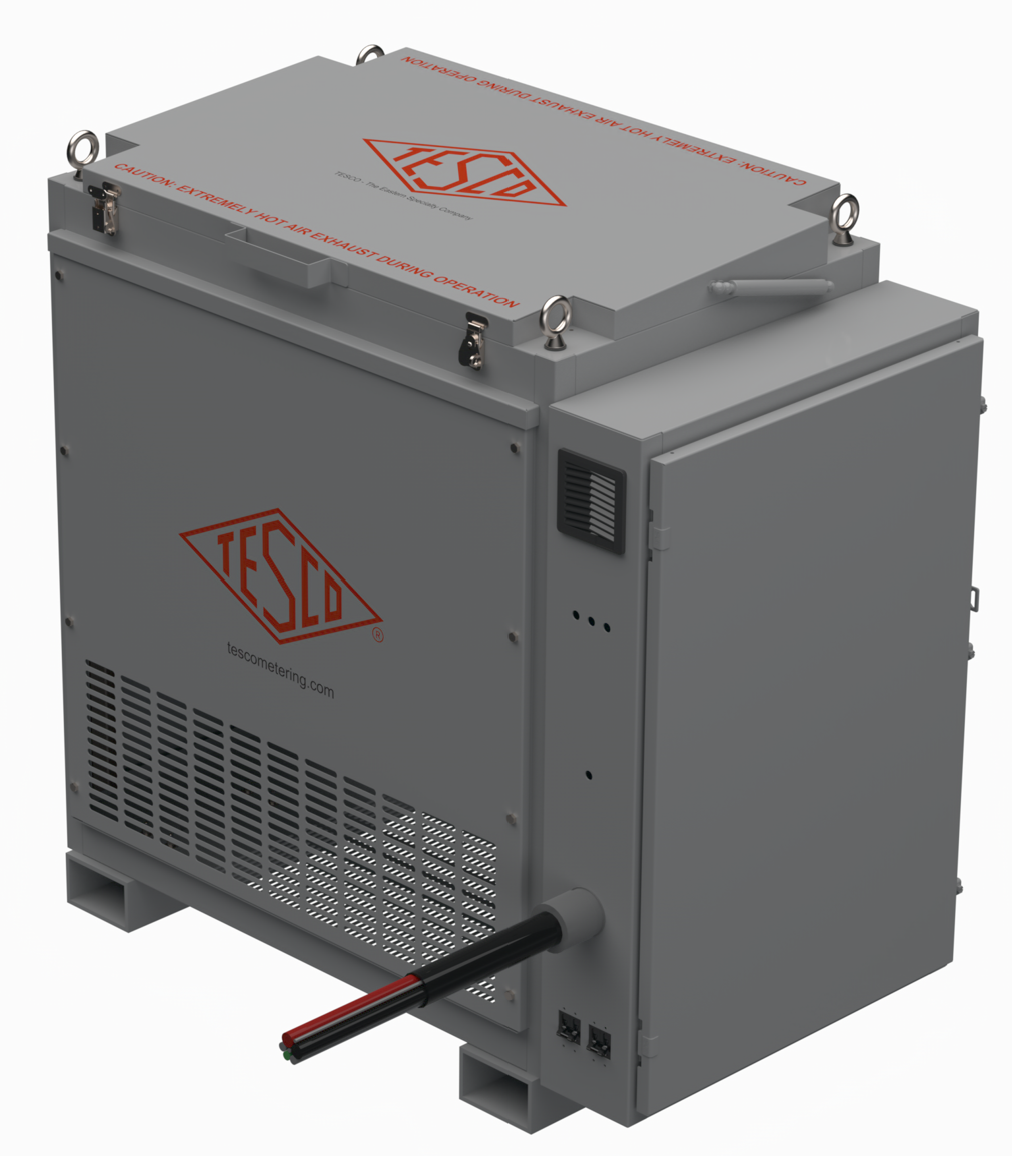 CAUTION: EXTREMELY HOT AIR EXHAUST DURING OPERATION
TESCO
TESCO - The Eastern Specialty Company
CAUTION: EXTREMELY HOT AIR EXHAUST DURING OPERATION
TESCO
®
tescometering.com